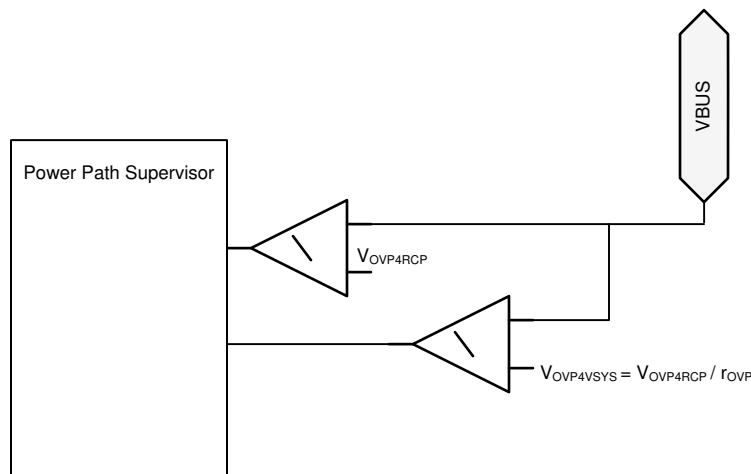 VBUS
Power Path Supervisor
VOVP4RCP
VOVP4VSYS = VOVP4RCP / rOVP